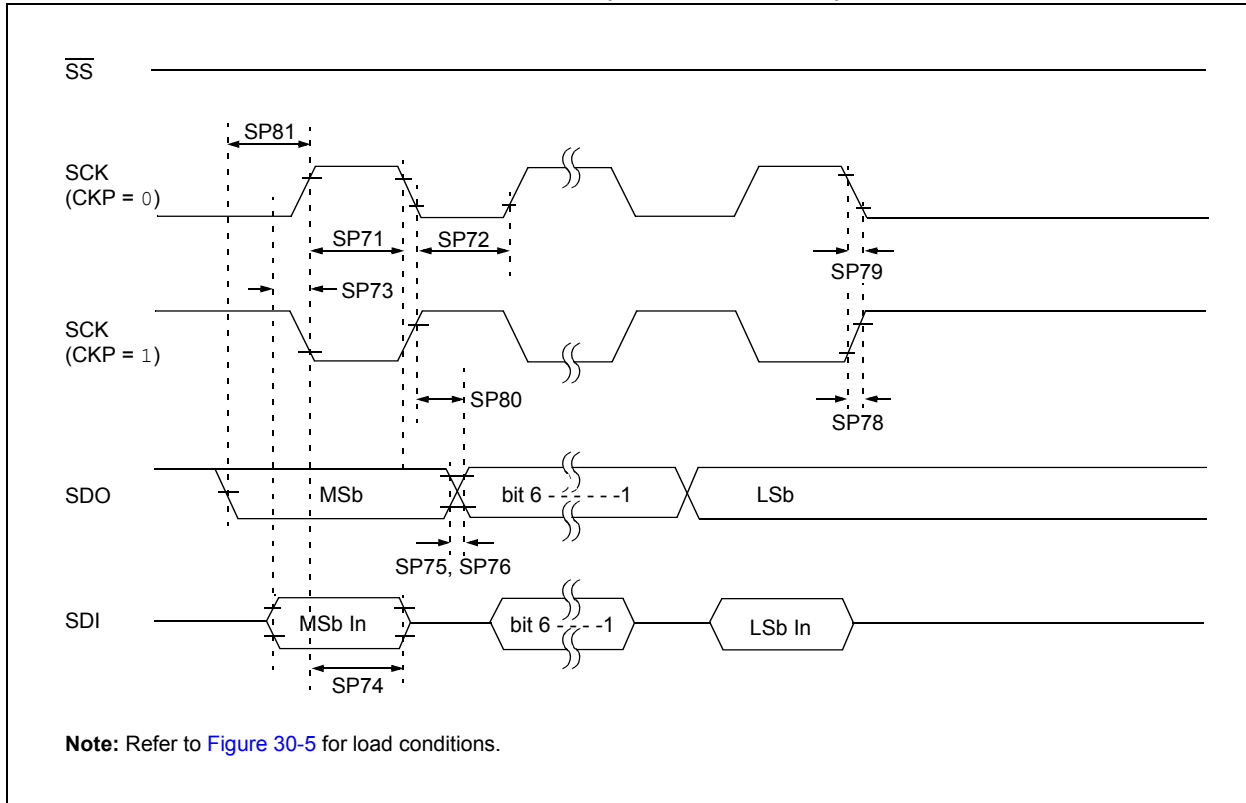 SS
SP81
SCK
(CKP = 0)
SP71
SP72
SP79
SP73
SCK
(CKP = 1)
SP80
SP78
SDO
MSb
bit 6 - - - - - -1
LSb
SP75, SP76
SDI
MSb In
bit 6 - - - -1
LSb In
SP74
Note: Refer to Figure 30-5 for load conditions.